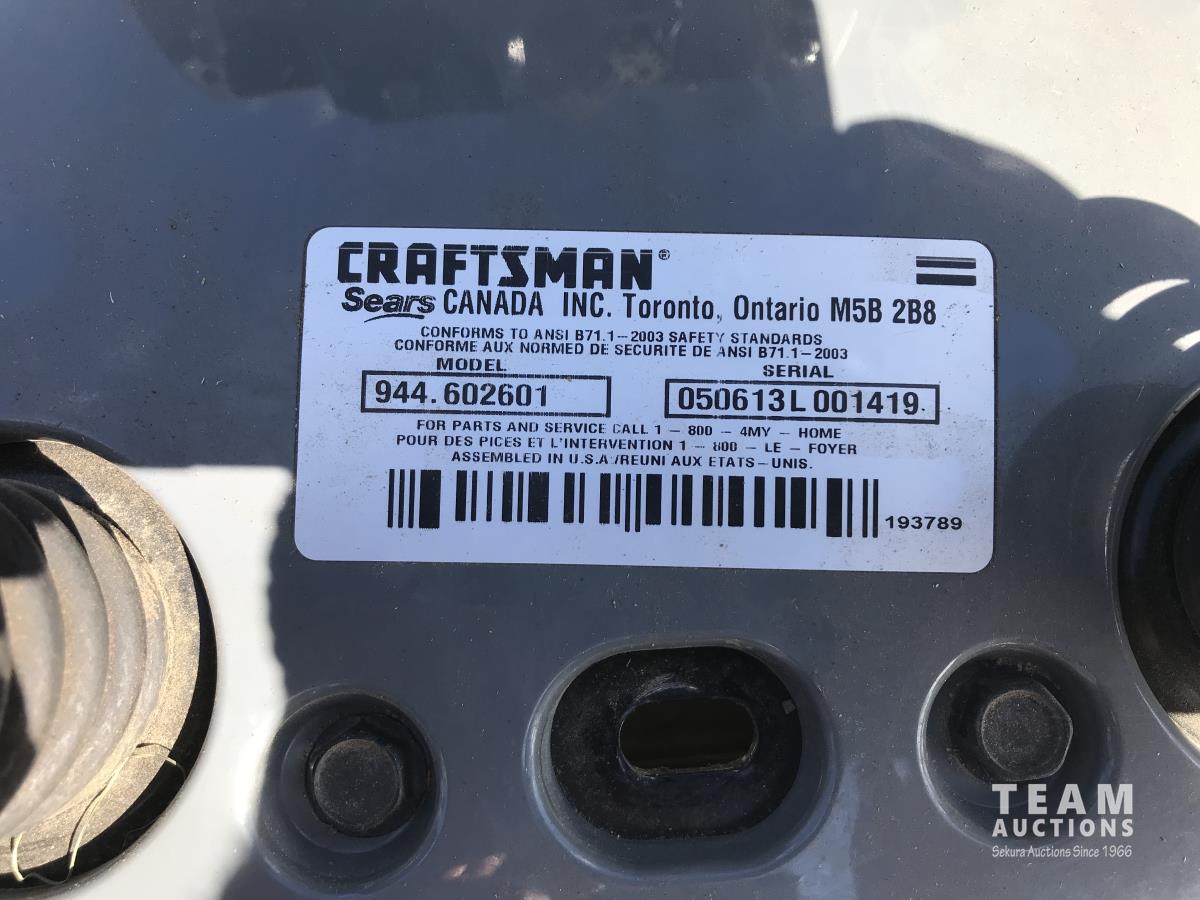 CRAFTSMAN®
Sears CANADA INC. Toronto, Ontario M5B 2B8
CONFORMS TO ANSI B71.1-2003 SAFETY STANDARDS
CONFORME AUX NORMED DE SECURITE DE ANSI B71.1-2003
MODEL SERIAL
944.602601 050613L001419
FOR PARTS AND SERVICE CALL 1 - 800 - 4MY - HOME
POUR DES PICES ET L'INTERVENTION 1 - 800 - LE - FOYER
ASSEMBLED IN U.S.A./REUNI AUX ETATS-UNIS.
193789
TEAM
AUCTIONS
Sekura Auctions Since 1966